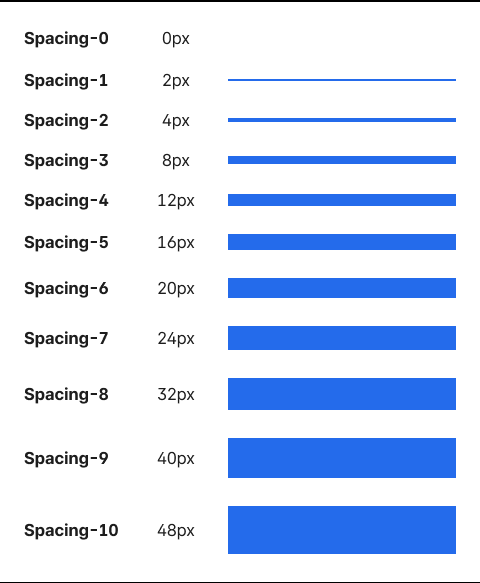 Spacing-0 0px
Spacing-1 2px
Spacing-2 4px
Spacing-3 8px
Spacing-4 12px
Spacing-5 16px
Spacing-6 20px
Spacing-7 24px
Spacing-8 32px
Spacing-9 40px
Spacing-10 48px